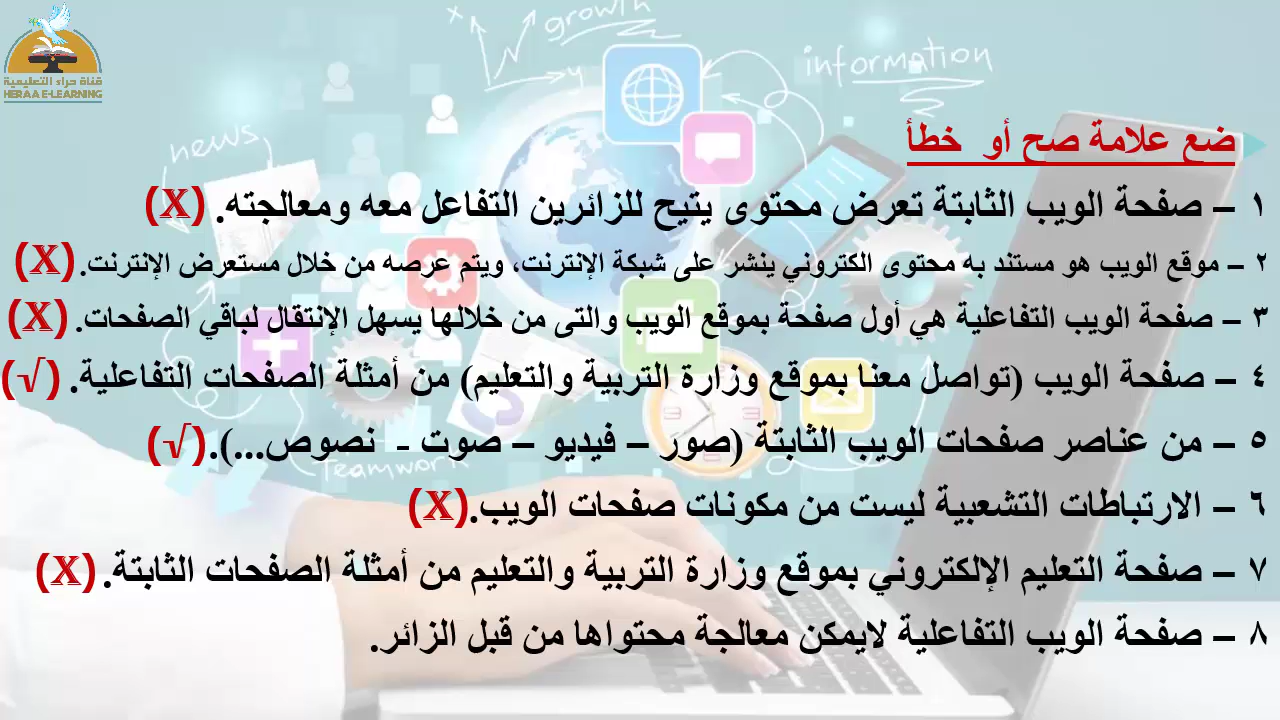 قناة حراء التعليمية
HERAA E-LEARNING
x
growth
y
information
news
ضع علامة صح أو خطأ
١ – صفحة الويب الثابتة تعرض محتوى يتيح للزائرين التفاعل معه ومعالجته. (X)
٢ – موقع الويب هو مستند به محتوى الكتروني ينشر على شبكة الإنترنت، ويتم عرضه من خلال مستعرض الإنترنت. (X)
٣ – صفحة الويب التفاعلية هي أول صفحة بموقع الويب والتى من خلالها يسهل الإنتقال لباقي الصفحات. (X)
٤ – صفحة الويب (تواصل معنا بموقع وزارة التربية والتعليم) من أمثلة الصفحات التفاعلية. (√)
٥ – من عناصر صفحات الويب الثابتة (صور – فيديو – صوت - نصوص...). (√)
Teamwork
٦ – الارتباطات التشعبية ليست من مكونات صفحات الويب. (X)
٧ – صفحة التعليم الإلكتروني بموقع وزارة التربية والتعليم من أمثلة الصفحات الثابتة. (X)
٨ – صفحة الويب التفاعلية لايمكن معالجة محتواها من قبل الزائر.